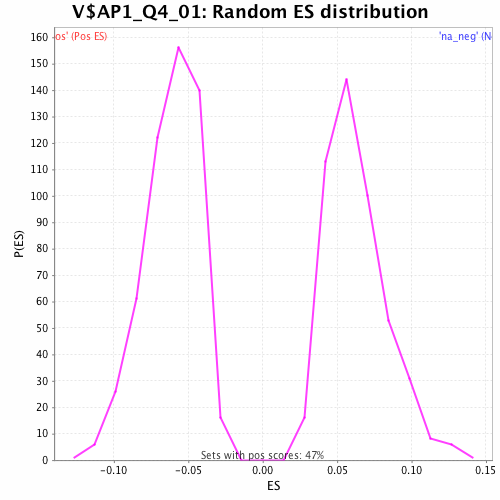 V$AP1_Q4_01: Random ES distribution
os' (Pos ES)
'na_neg' (N
160
150
140
130
120
110
100
90
80
70
60
50
40
30
20
10
0
P(ES)
Sets with pos scores: 47%
-0.10 -0.05 0.00 0.05 0.10 0.15
ES